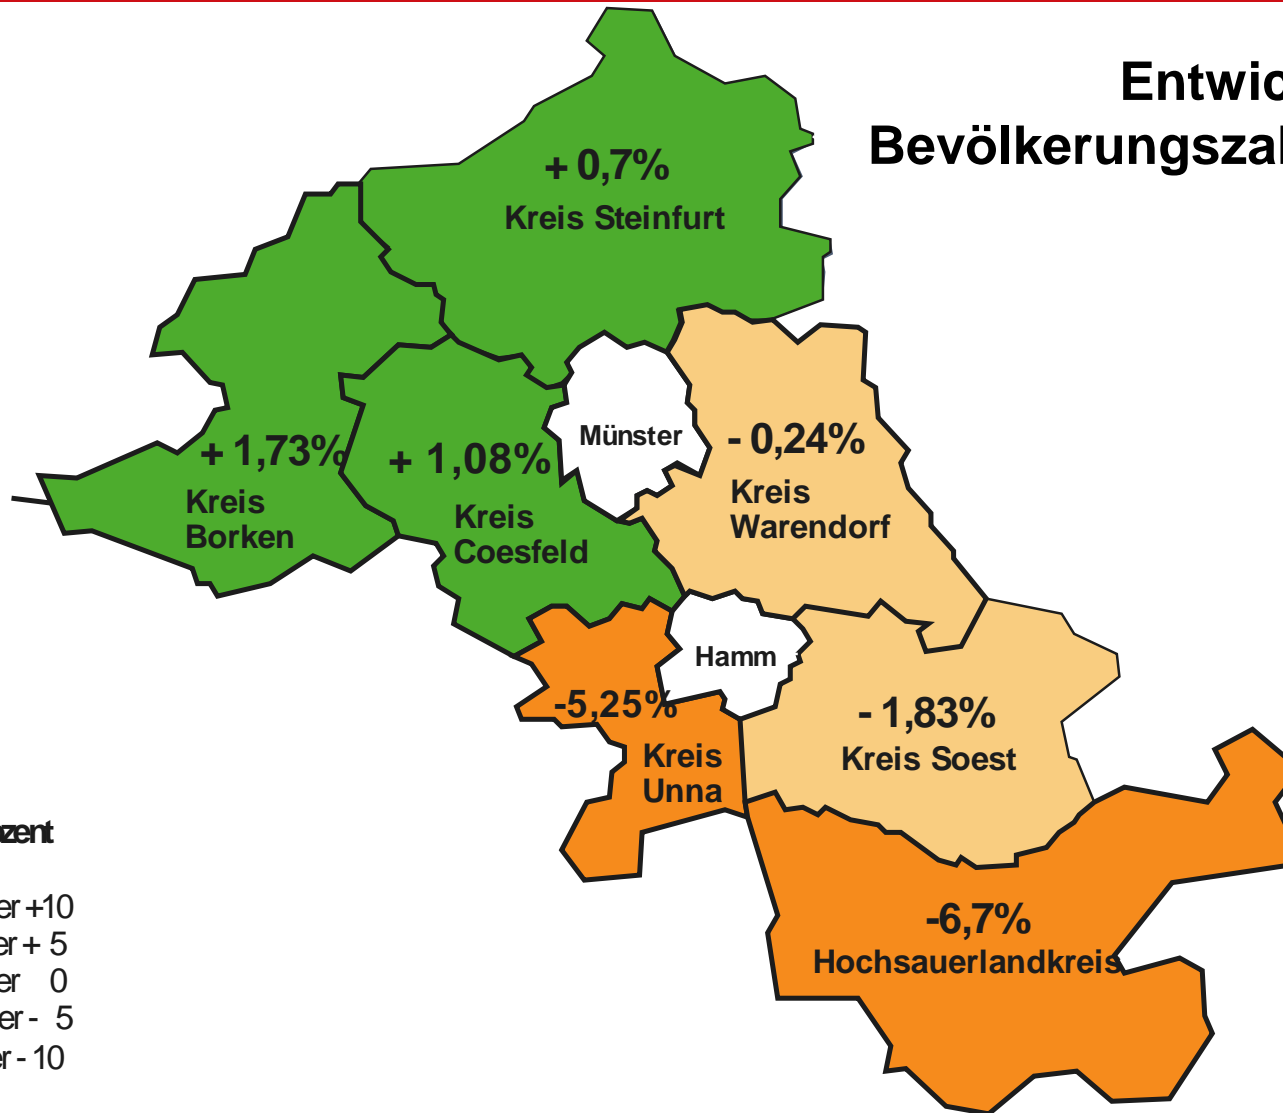 Entwic
Bevölkerungszal
+ 0,7%
Kreis Steinfurt
+ 1,73%
Kreis
Borken
+ 1,08%
Kreis
Coesfeld
Münster
- 0,24%
Kreis
Warendorf
Hamm
-5,25%
Kreis
Unna
- 1,83%
Kreis Soest
-6,7%
Hochsauerlandkreis
ozent
er +10
er + 5
er 0
er - 5
er - 10